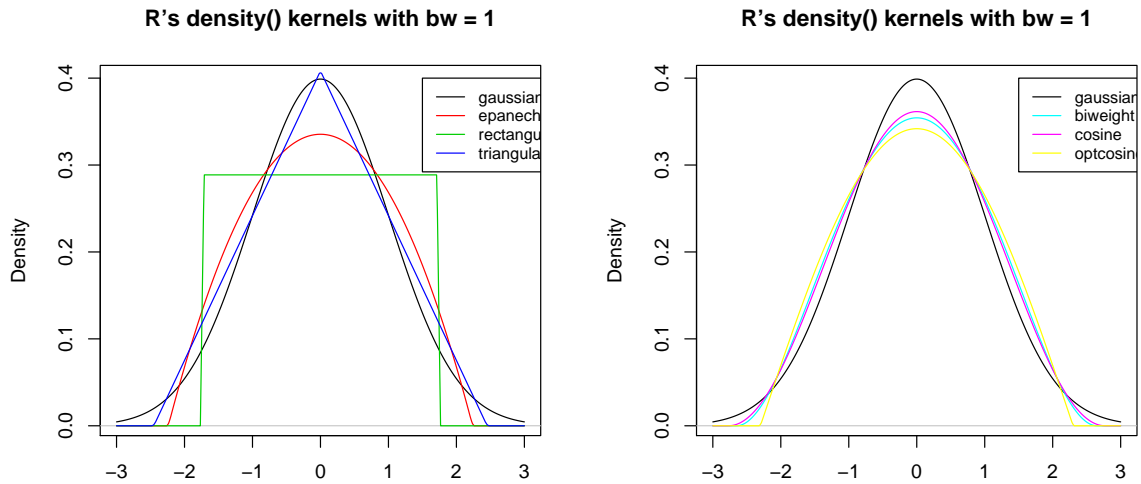 R's density() kernels with bw = 1
Density
0.4
0.3
0.2
0.1
0.0
−3 −2 −1 0 1 2 3
gaussian
epanech
rectangu
triangula
R's density() kernels with bw = 1
Density
0.4
0.3
0.2
0.1
0.0
−3 −2 −1 0 1 2 3
gaussian
biweight
cosine
optcosine